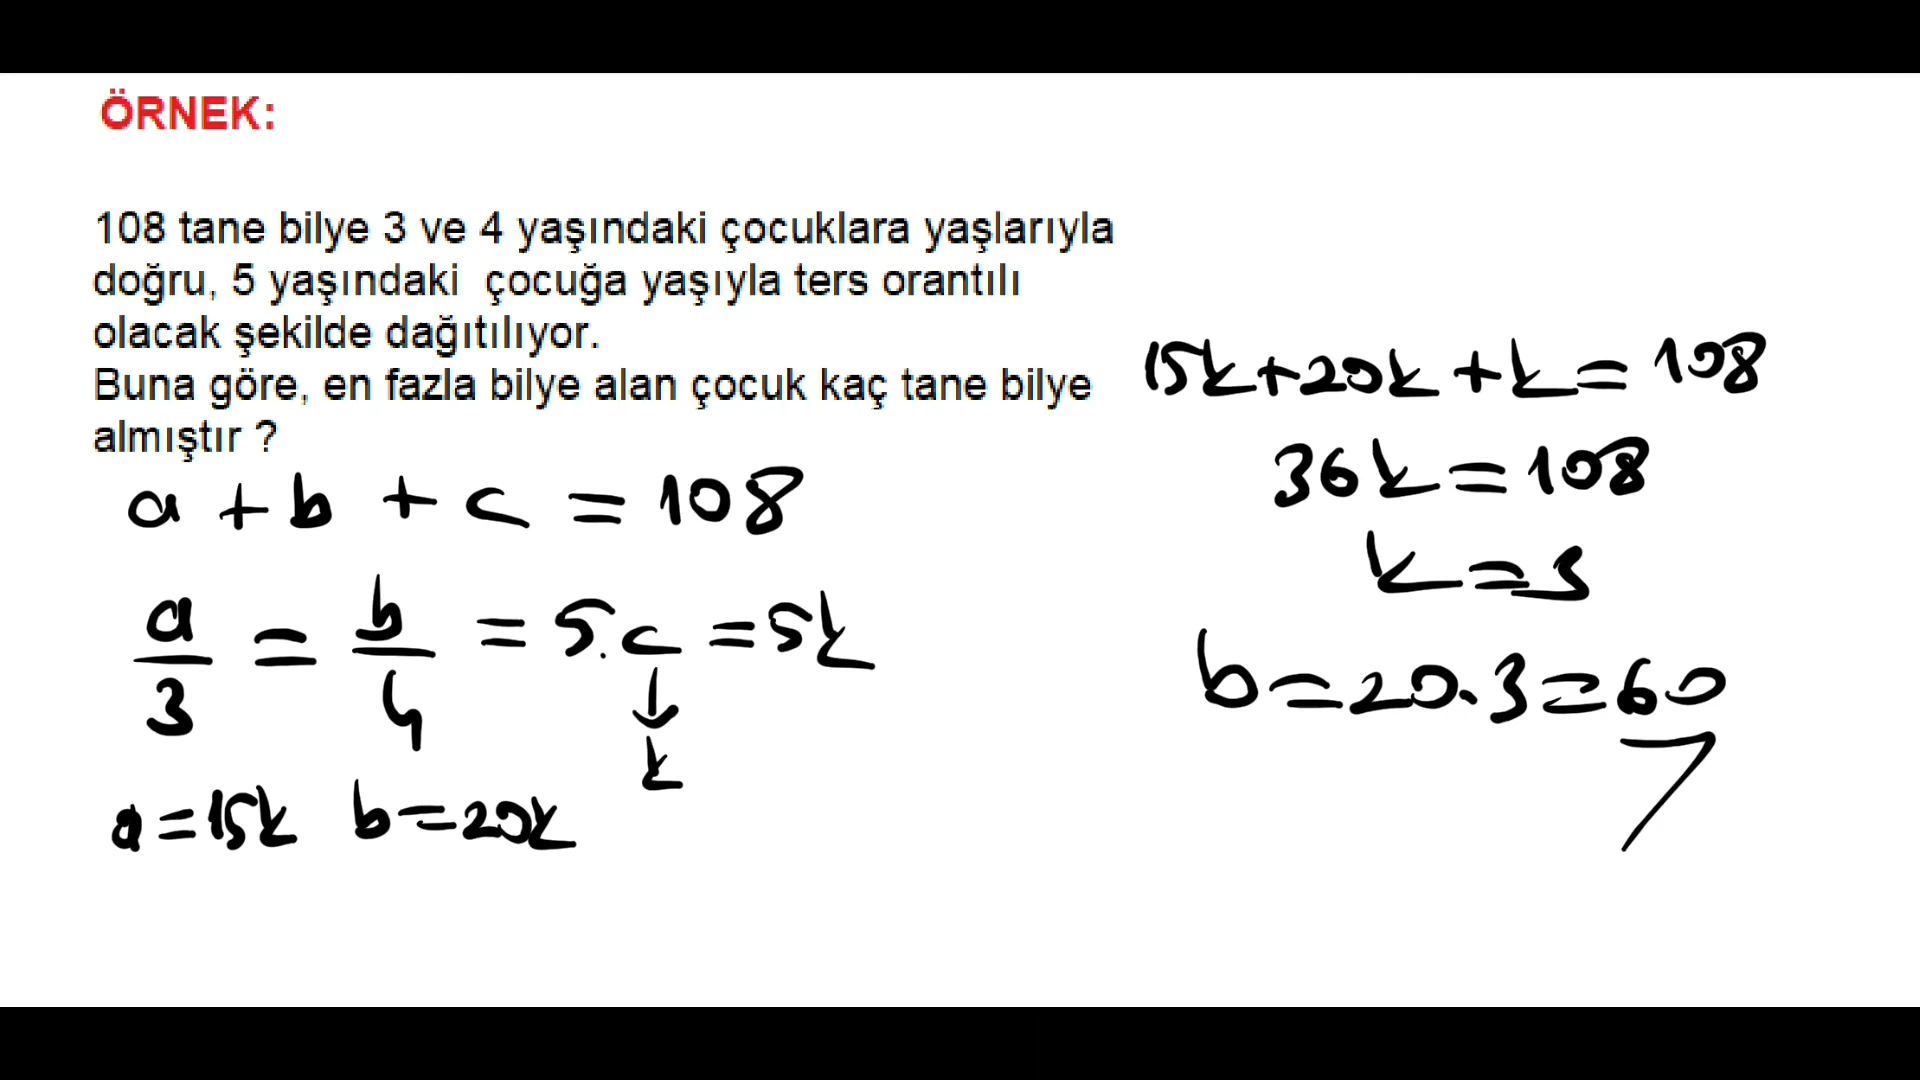 ÖRNEK:
108 tane bilye 3 ve 4 yaşındaki çocuklara yaşlarıyla
doğru, 5 yaşındaki çocuğa yaşıyla ters orantılı
olacak şekilde dağıtılıyor.
Buna göre, en fazla bilye alan çocuk kaç tane bilye
almıştır ?
a + b + c = 108
a/3 = b/4 = 5.c = 5k
↓
k
a = 15k b = 20k
15k + 20k + k = 108
36k = 108
k = 3
b = 20.3 = 60